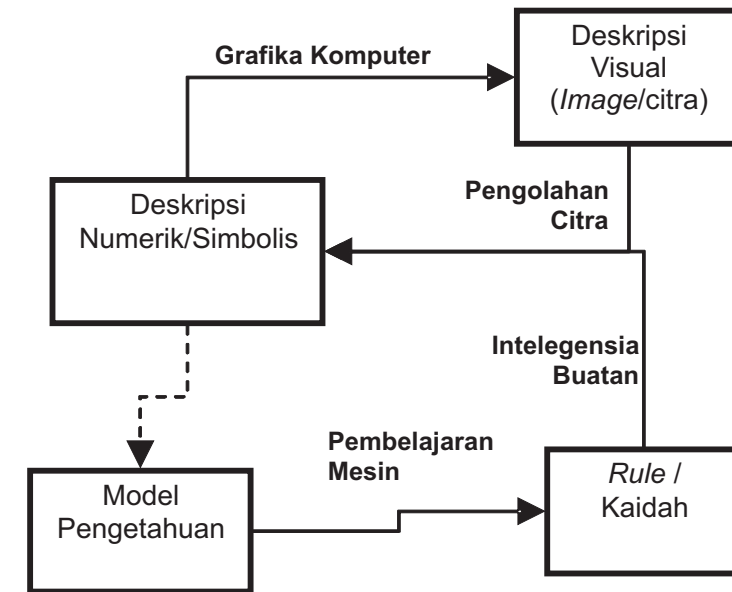 Grafika Komputer
Deskripsi
Visual
(Image/citra)
Deskripsi
Numerik/Simbolis
Pengolahan
Citra
Intelegensia
Buatan
Pembelajaran
Mesin
Model
Pengetahuan
Rule /
Kaidah